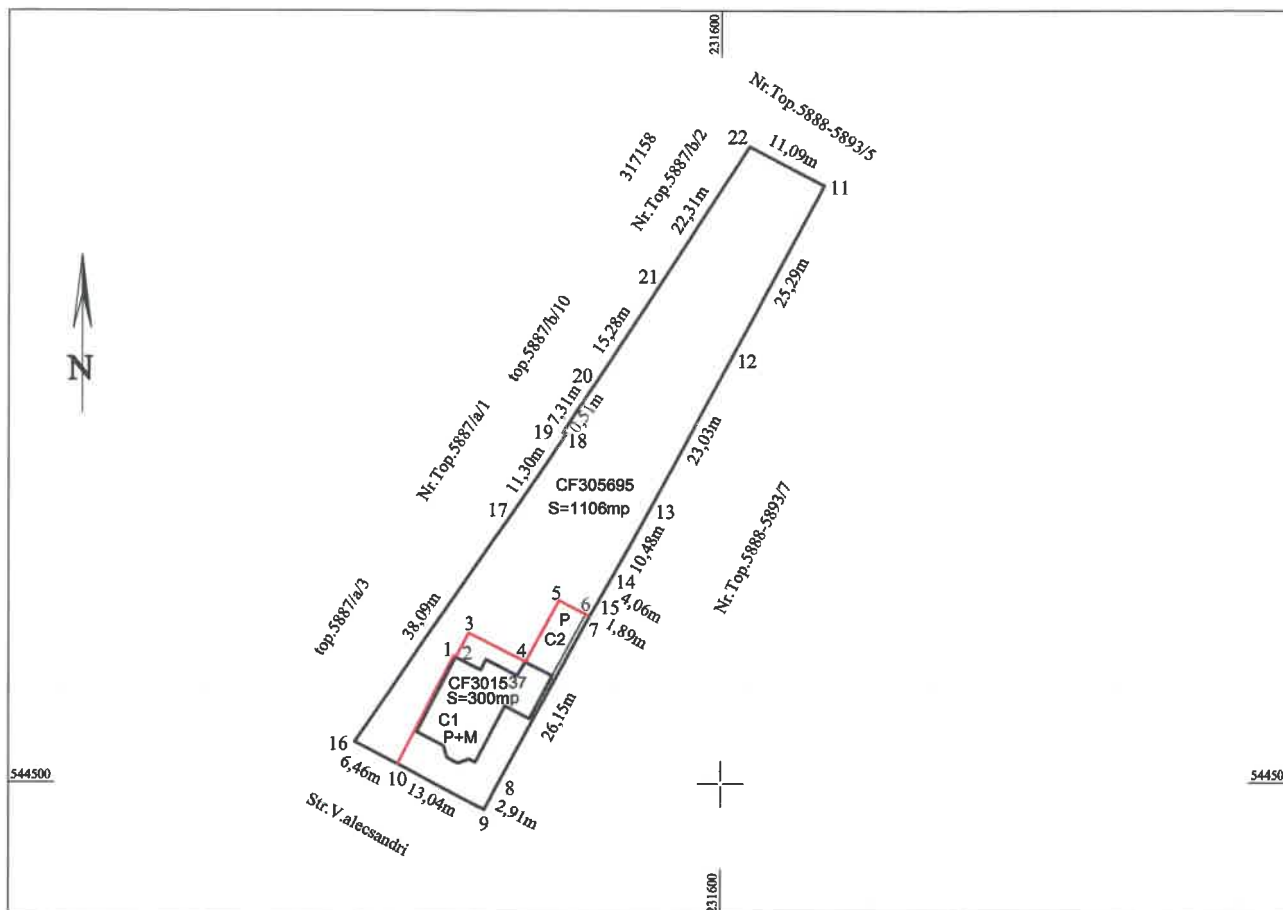 231600
Nr.Top.5888-5893/5
317158
Nr.Top.5887/b/2
22
11,09m
11
22,31m
21
25,29m
15,28m
top.5887/b/10
N
12
20
7,31m
0,51m
19
18
23,03m
Nr.Top.5887/a/1
11,30m
CF305695
S=1106mp
17
13
10,48m
Nr.Top.5888-5893/7
14
4,06m
15
1,89m
5
6
7
P
C2
38,09m
top.5887/a/3
3
1
2
4
CF301537
S=300mp
C1
P+M
26,15m
16
6,46m
10
13,04m
8
2,91m
9
Str.V.alecsandri
544500
5445
231600